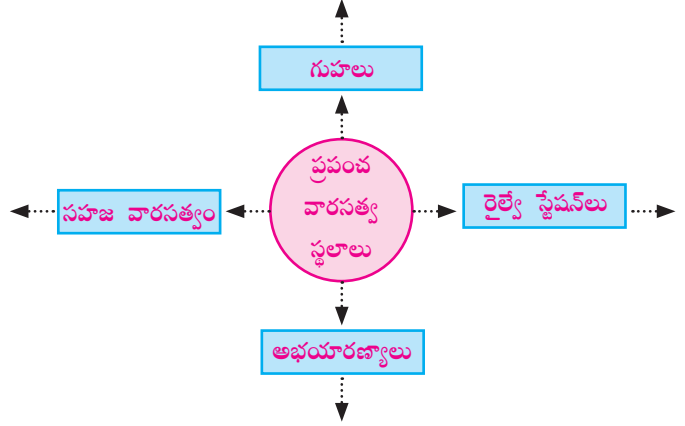 గుహలు
ప్రపంచ
వారసత్వ
స్థలాలు
సహజ వారసత్వం
రైల్వే స్టేషన్‌లు
అభయారణ్యాలు